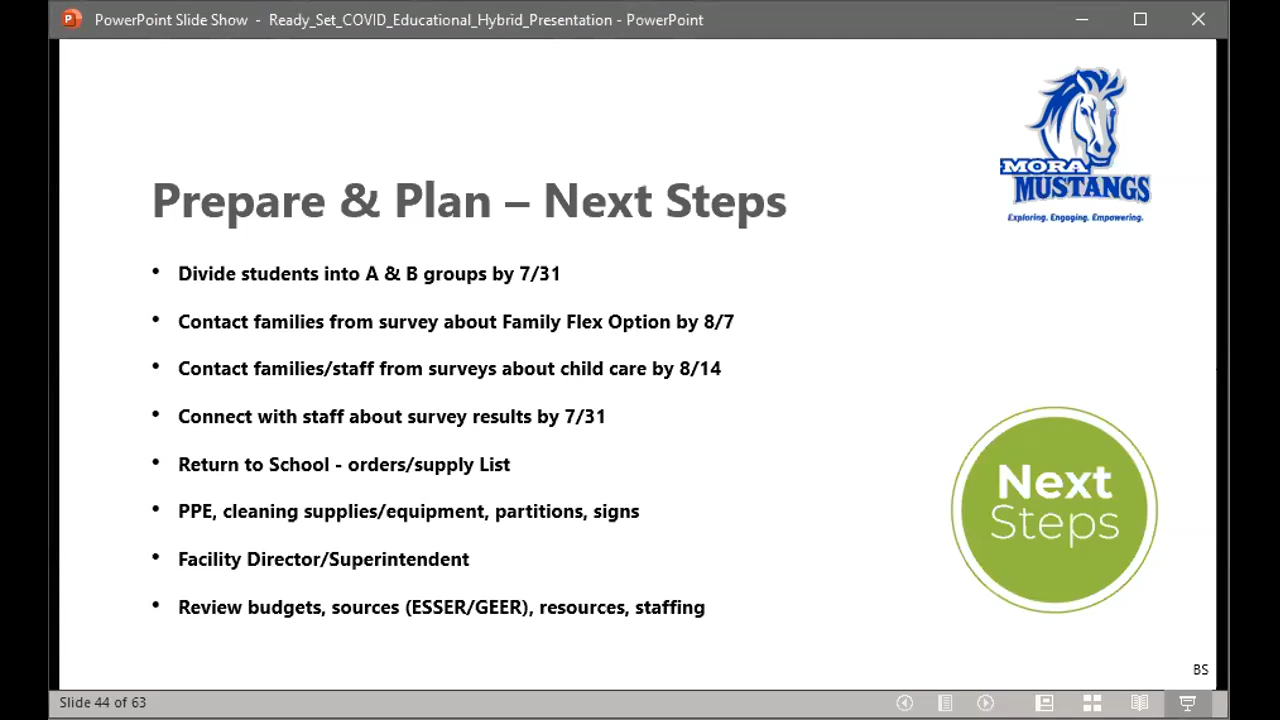 PowerPoint Slide Show - Ready_Set_COVID_Educational_Hybrid_Presentation - PowerPoint
MORA
MUSTANGS
Exploring. Engaging. Empowering.
Prepare & Plan – Next Steps
• Divide students into A & B groups by 7/31
• Contact families from survey about Family Flex Option by 8/7
• Contact families/staff from surveys about child care by 8/14
• Connect with staff about survey results by 7/31
• Return to School - orders/supply List
• PPE, cleaning supplies/equipment, partitions, signs
• Facility Director/Superintendent
• Review budgets, sources (ESSER/GEER), resources, staffing
Next
Steps
BS
Slide 44 of 63